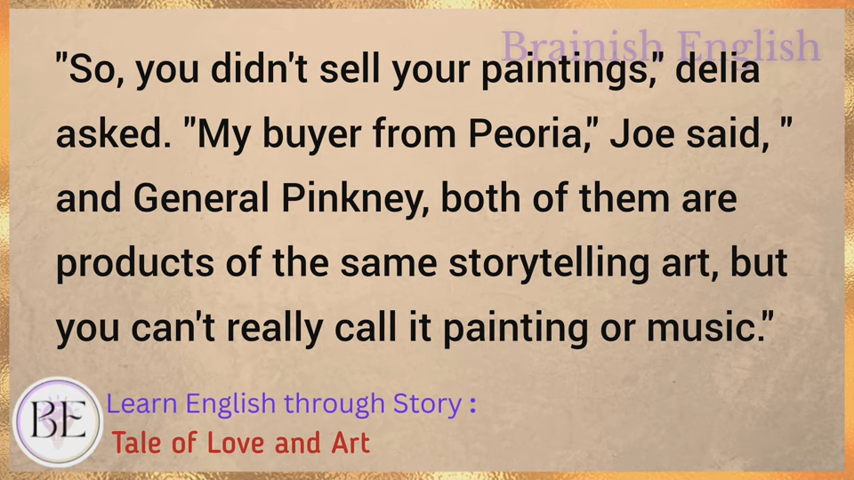 Brainish English
"So, you didn't sell your paintings," delia
asked. "My buyer from Peoria," Joe said, "
and General Pinkney, both of them are
products of the same storytelling art, but
you can't really call it painting or music."
BE
Learn English through Story :
Tale of Love and Art